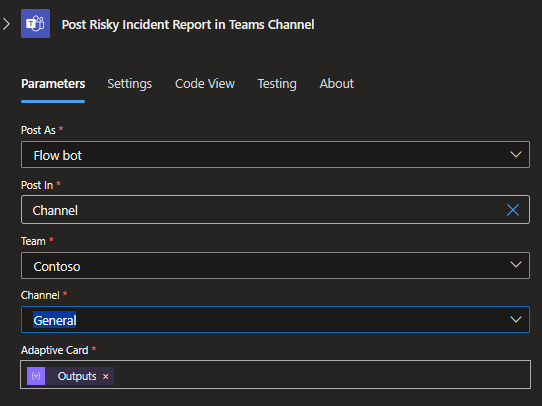 Post Risky Incident Report in Teams Channel
Parameters Settings Code View Testing About
Post As *
Flow bot
Post In *
Channel
Team *
Contoso
Channel *
General
Adaptive Card *
Outputs ×